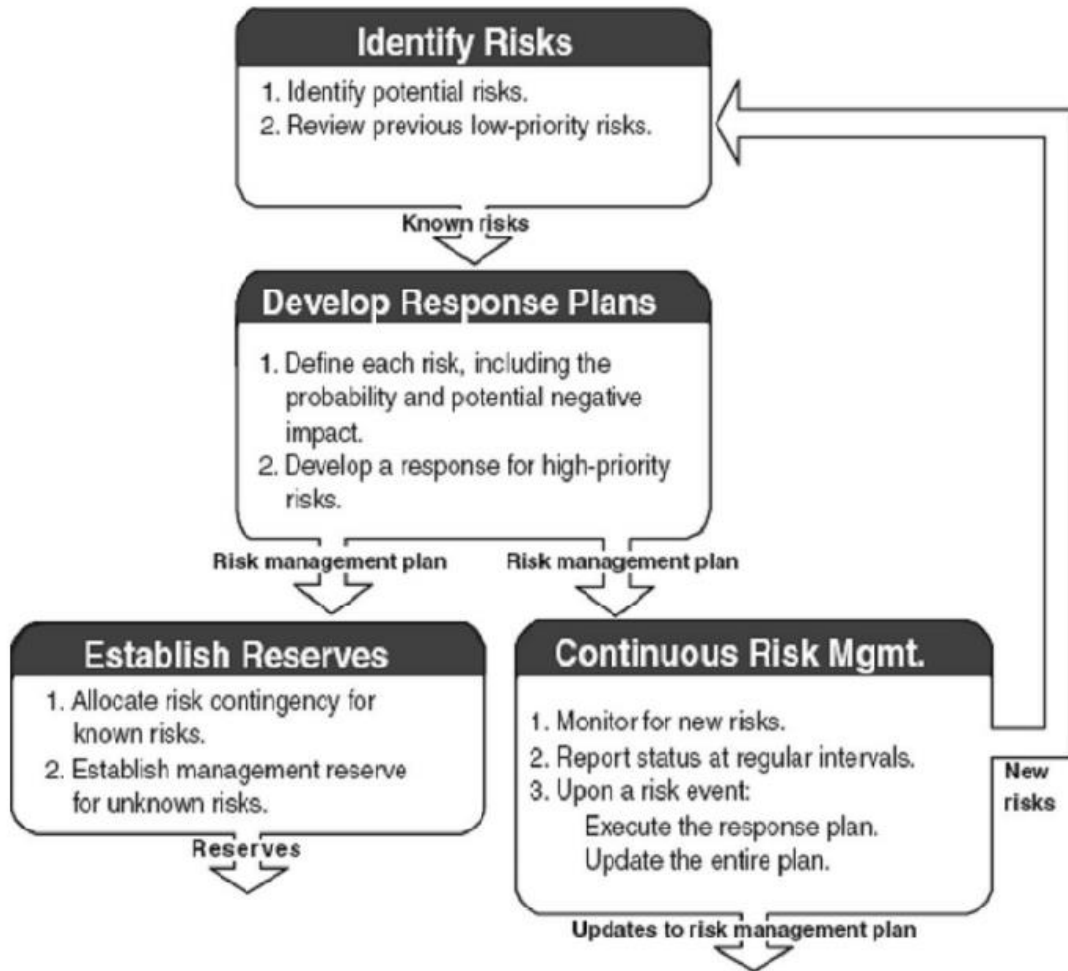 Identify Risks
1. Identify potential risks.
2. Review previous low-priority risks.
Known risks
Develop Response Plans
1. Define each risk, including the
probability and potential negative
impact.
2. Develop a response for high-priority
risks.
Risk management plan
Risk management plan
Establish Reserves
1. Allocate risk contingency for
known risks.
2. Establish management reserve
for unknown risks.
Reserves
Continuous Risk Mgmt.
1. Monitor for new risks.
2. Report status at regular intervals.
3. Upon a risk event:
Execute the response plan.
Update the entire plan.
New
risks
Updates to risk management plan